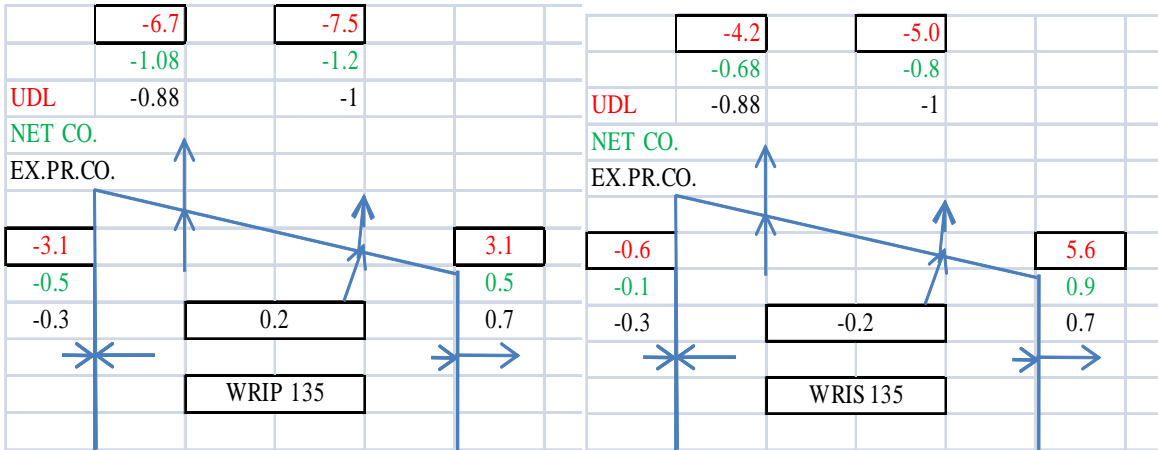 -6.7 -7.5
-1.08 -1.2
UDL -0.88 -1
NET CO.
EX.PR.CO.
-3.1 3.1
-0.5 0.5
-0.3 0.2 0.7
WRIP 135
-4.2 -5.0
-0.68 -0.8
UDL -0.88 -1
NET CO.
EX.PR.CO.
-0.6 5.6
-0.1 0.9
-0.3 -0.2 0.7
WRIS 135